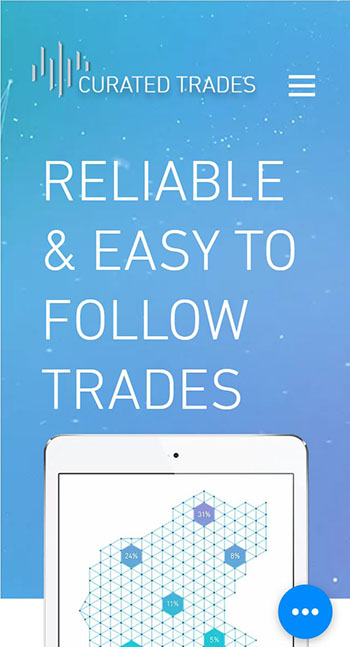 CURATED TRADES
RELIABLE
& EASY TO
FOLLOW
TRADES
31%
24%
8%
11%
5%